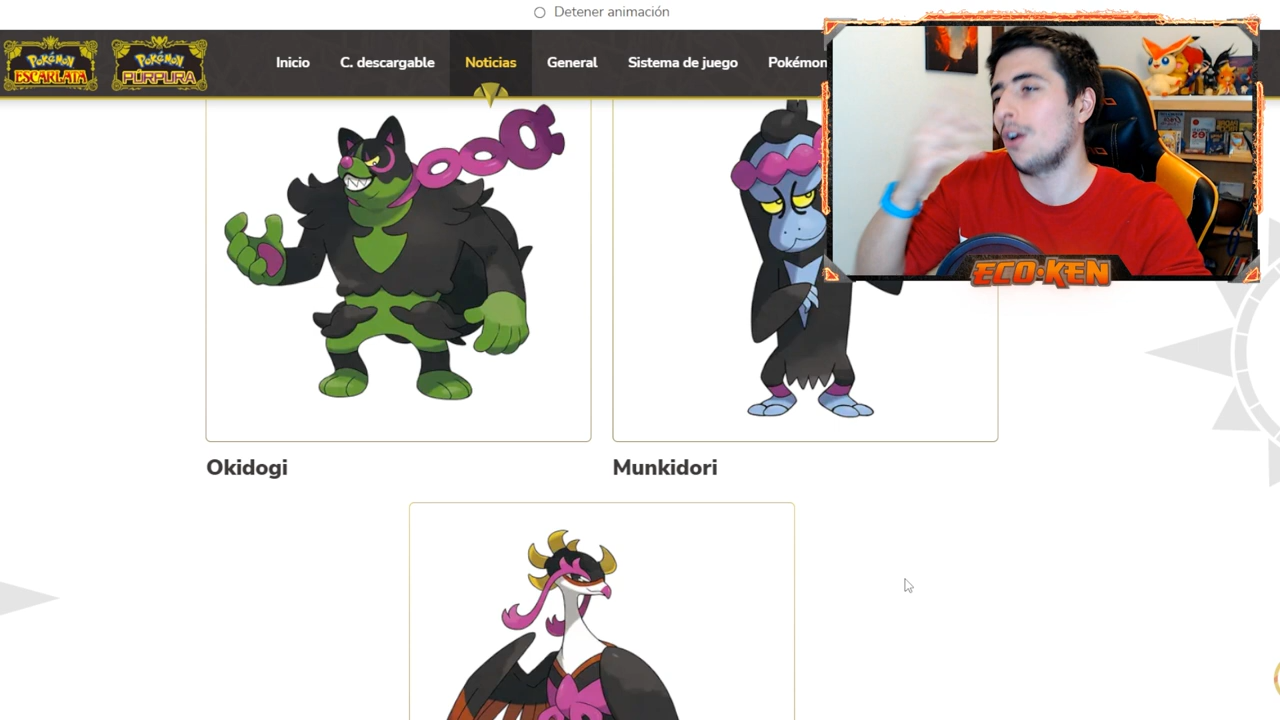 Detener animación
Pokémon
ESCARLATA
Pokémon
PÚRPURA
Inicio
C. descargable
Noticias
General
Sistema de juego
Pokémon
ECO·KEN
Okidogi
Munkidori